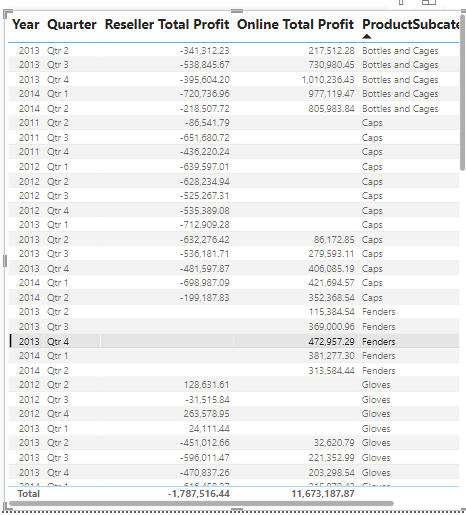 Year Quarter Reseller Total Profit Online Total Profit ProductSubcate
2013 Qtr 2 -341,312.23 217,512.28 Bottles and Cages
2013 Qtr 3 -538,845.67 730,980.45 Bottles and Cages
2013 Qtr 4 -395,604.20 1,010,236.43 Bottles and Cages
2014 Qtr 1 -720,736.96 977,119.47 Bottles and Cages
2014 Qtr 2 -218,507.72 805,983.84 Bottles and Cages
2011 Qtr 2 -86,541.79 Caps
2011 Qtr 3 -651,680.72 Caps
2011 Qtr 4 -436,220.24 Caps
2012 Qtr 1 -639,597.01 Caps
2012 Qtr 2 -628,234.94 Caps
2012 Qtr 3 -525,267.31 Caps
2012 Qtr 4 -535,389.08 Caps
2013 Qtr 1 -712,909.28 Caps
2013 Qtr 2 -632,276.42 86,172.85 Caps
2013 Qtr 3 -536,181.71 279,593.11 Caps
2013 Qtr 4 -481,597.87 406,085.19 Caps
2014 Qtr 1 -698,987.09 421,694.57 Caps
2014 Qtr 2 -199,187.83 352,368.54 Caps
2013 Qtr 2 115,384.54 Fenders
2013 Qtr 3 369,000.96 Fenders
2013 Qtr 4 472,957.29 Fenders
2014 Qtr 1 381,277.30 Fenders
2014 Qtr 2 313,584.44 Fenders
2012 Qtr 2 128,631.61 Gloves
2012 Qtr 3 -31,515.84 Gloves
2012 Qtr 4 263,578.95 Gloves
2013 Qtr 1 24,111.44 Gloves
2013 Qtr 2 -451,012.66 32,620.79 Gloves
2013 Qtr 3 -596,011.47 221,352.99 Gloves
2013 Qtr 4 -470,837.26 203,298.54 Gloves
Total -1,787,516.44 11,673,187.87